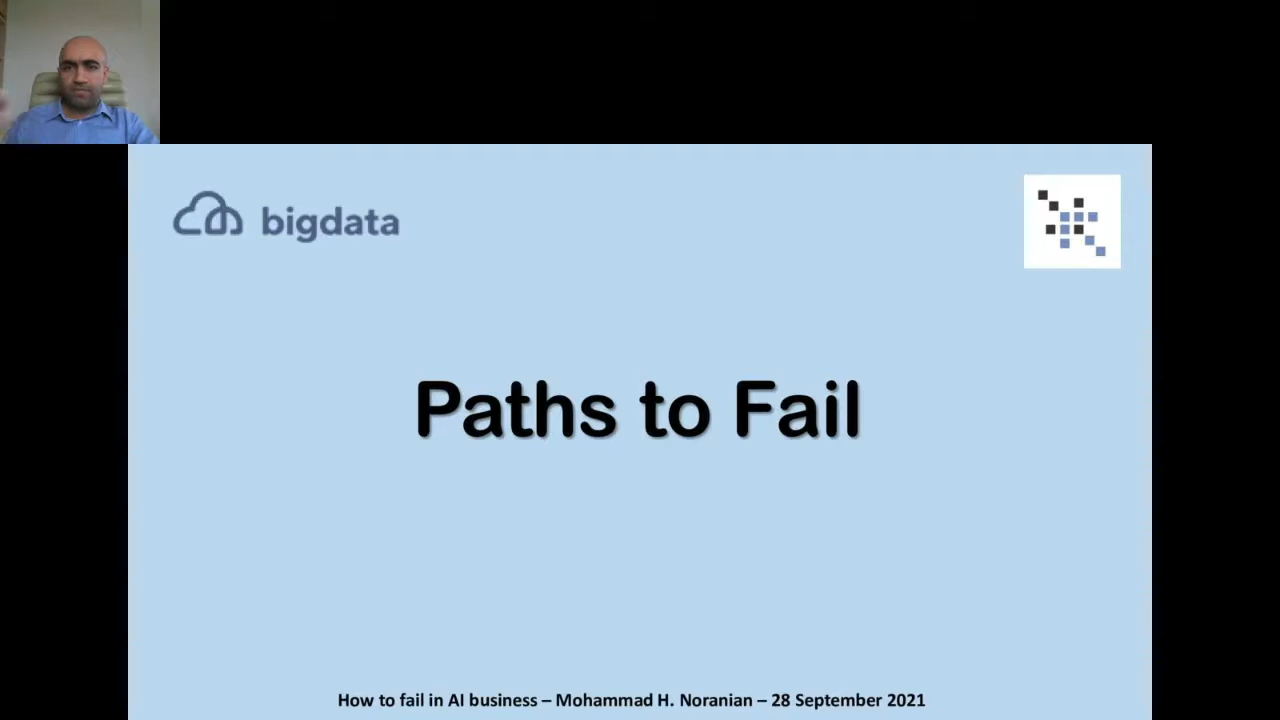 bigdata
Paths to Fail
How to fail in AI business – Mohammad H. Noranian – 28 September 2021